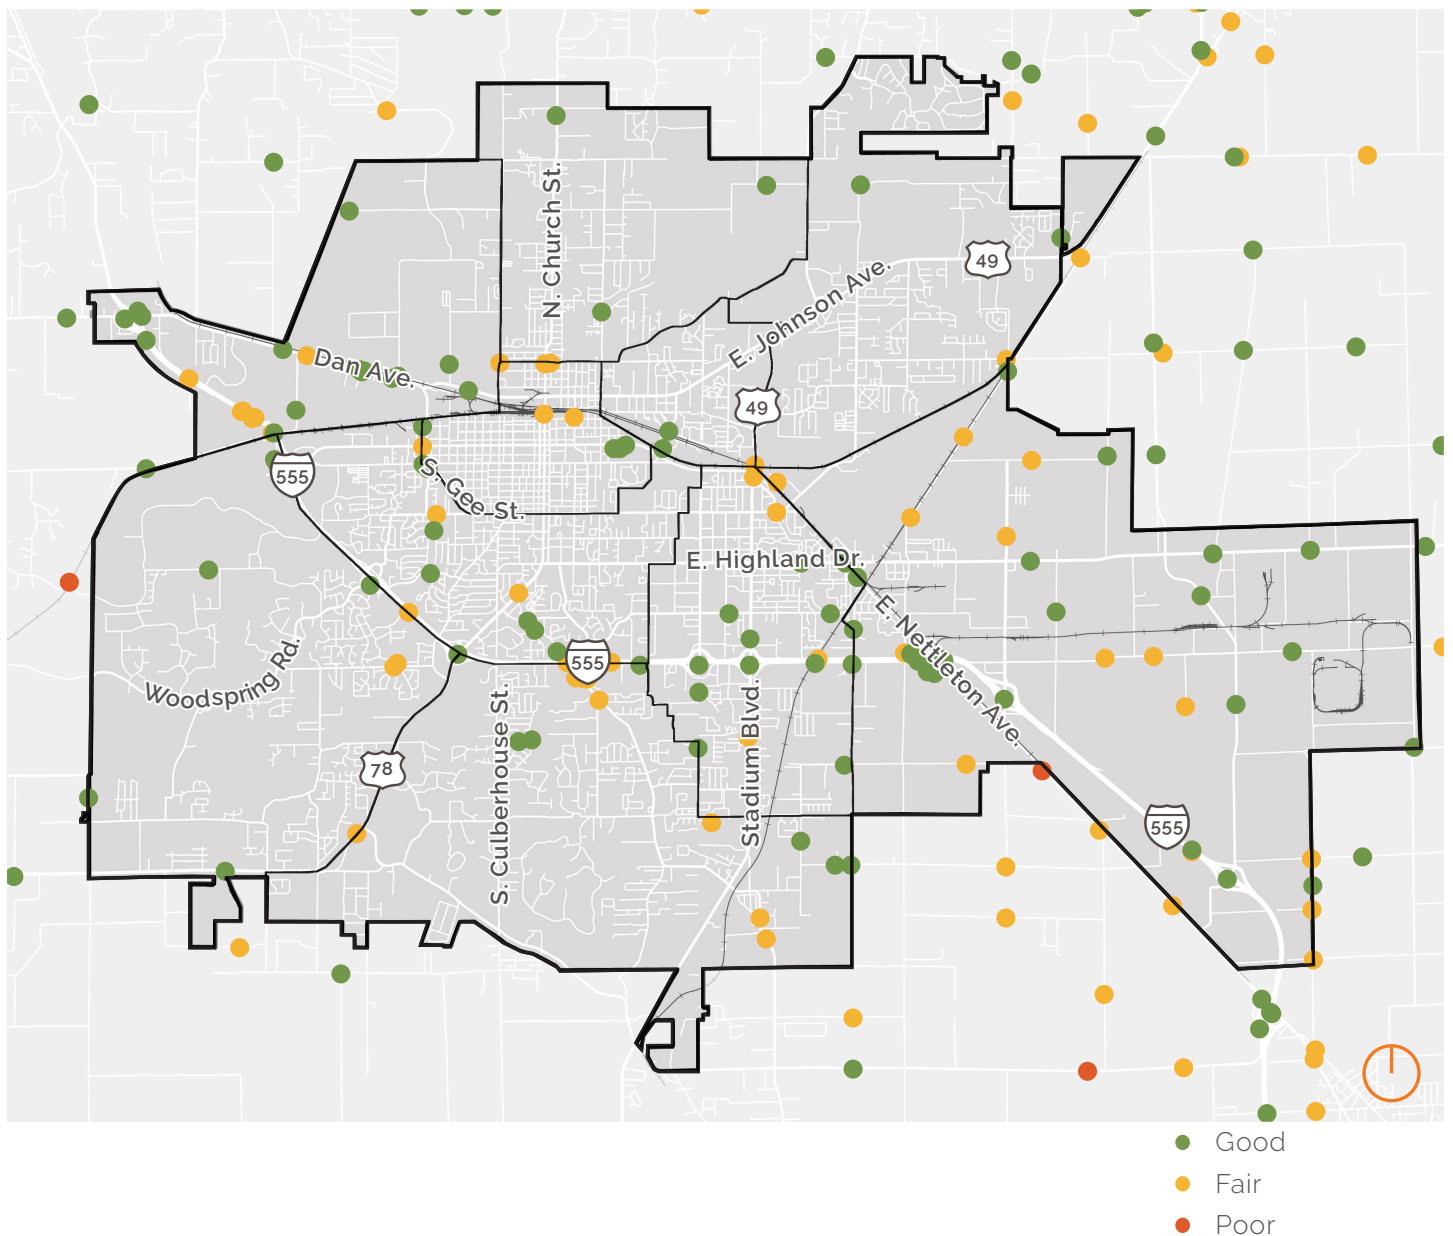 N. Church St.
49
E. Johnson Ave.
Dan Ave.
49
S. Gee St.
555
E. Highland Dr.
E. Nettleton Ave.
Woodspring Rd.
555
S. Culberhouse St.
Stadium Blvd.
78
555
Good
Fair
Poor